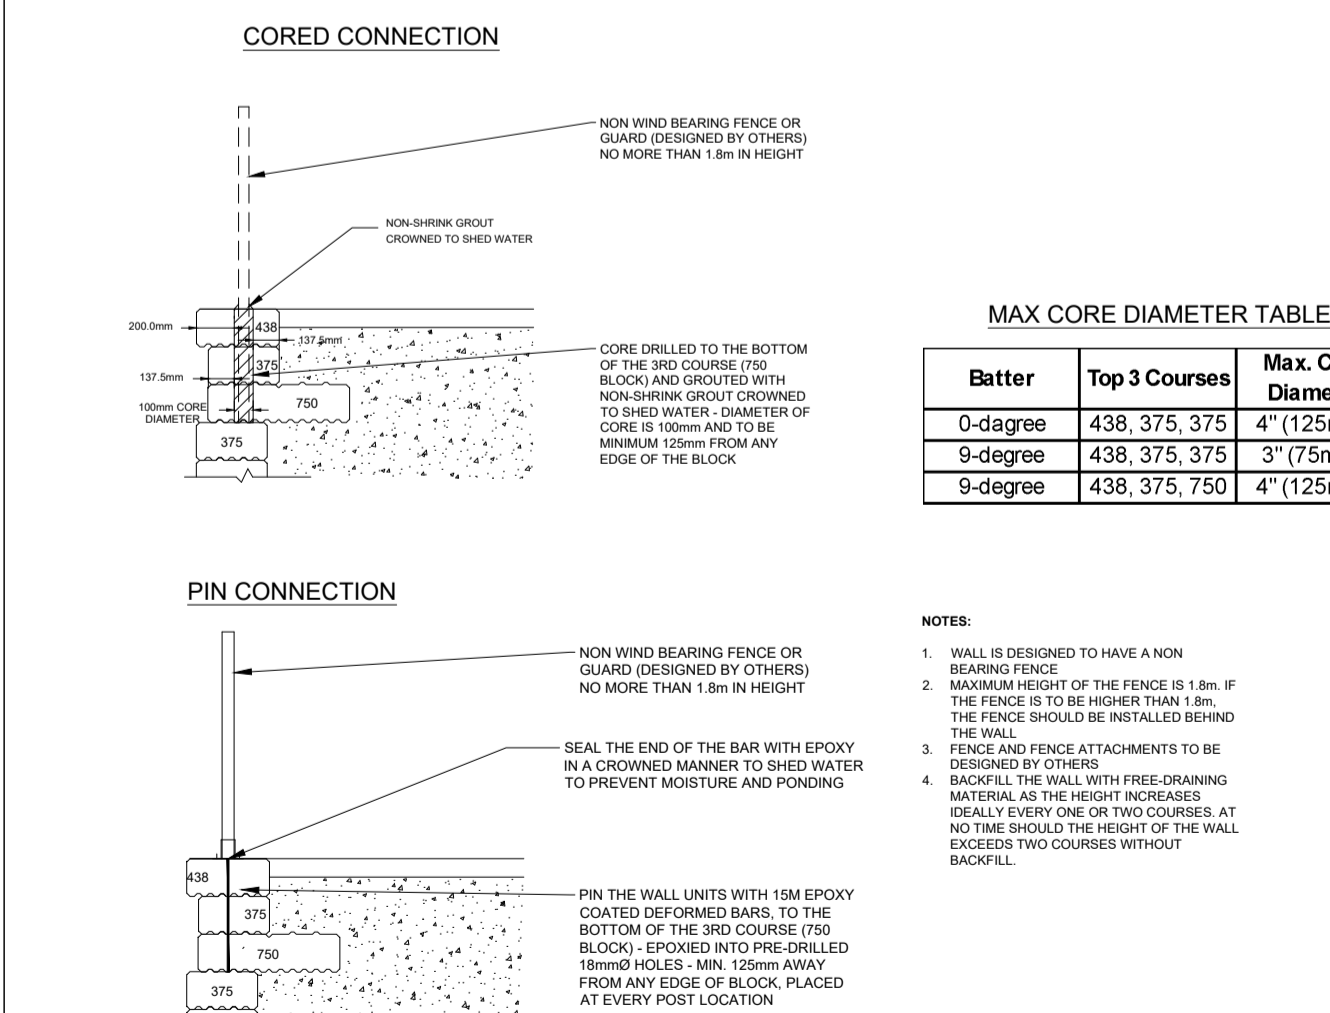 CORED CONNECTION
NON WIND BEARING FENCE OR
GUARD (DESIGNED BY OTHERS)
NO MORE THAN 1.8m IN HEIGHT
NON-SHRINK GROUT
CROWNED TO SHED WATER
200.0mm
438
137.5mm
375
137.5mm
750
100mm CORE
DIAMETER
375
CORE DRILLED TO THE BOTTOM
OF THE 3RD COURSE (750
BLOCK) AND GROUTED WITH
NON-SHRINK GROUT CROWNED
TO SHED WATER - DIAMETER OF
CORE IS 100mm AND TO BE
MINIMUM 125mm FROM ANY
EDGE OF THE BLOCK
MAX CORE DIAMETER TABLE
Batter Top 3 Courses Max. C
Diame
0-dagree 438, 375, 375 4" (125
9-degree 438, 375, 375 3" (75
9-degree 438, 375, 750 4" (125
PIN CONNECTION
NON WIND BEARING FENCE OR
GUARD (DESIGNED BY OTHERS)
NO MORE THAN 1.8m IN HEIGHT
SEAL THE END OF THE BAR WITH EPOXY
IN A CROWNED MANNER TO SHED WATER
TO PREVENT MOISTURE AND PONDING
438
375
750
375
PIN THE WALL UNITS WITH 15M EPOXY
COATED DEFORMED BARS, TO THE
BOTTOM OF THE 3RD COURSE (750
BLOCK) - EPOXIED INTO PRE-DRILLED
18mmØ HOLES - MIN. 125mm AWAY
FROM ANY EDGE OF BLOCK, PLACED
AT EVERY POST LOCATION
NOTES:
1. WALL IS DESIGNED TO HAVE A NON
BEARING FENCE
2. MAXIMUM HEIGHT OF THE FENCE IS 1.8m. IF
THE FENCE IS TO BE HIGHER THAN 1.8m,
THE FENCE SHOULD BE INSTALLED BEHIND
THE WALL
3. FENCE AND FENCE ATTACHMENTS TO BE
DESIGNED BY OTHERS
4. BACKFILL THE WALL WITH FREE-DRAINING
MATERIAL AS THE HEIGHT INCREASES
IDEALLY EVERY ONE OR TWO COURSES. AT
NO TIME SHOULD THE HEIGHT OF THE WALL
EXCEEDS TWO COURSES WITHOUT
BACKFILL.